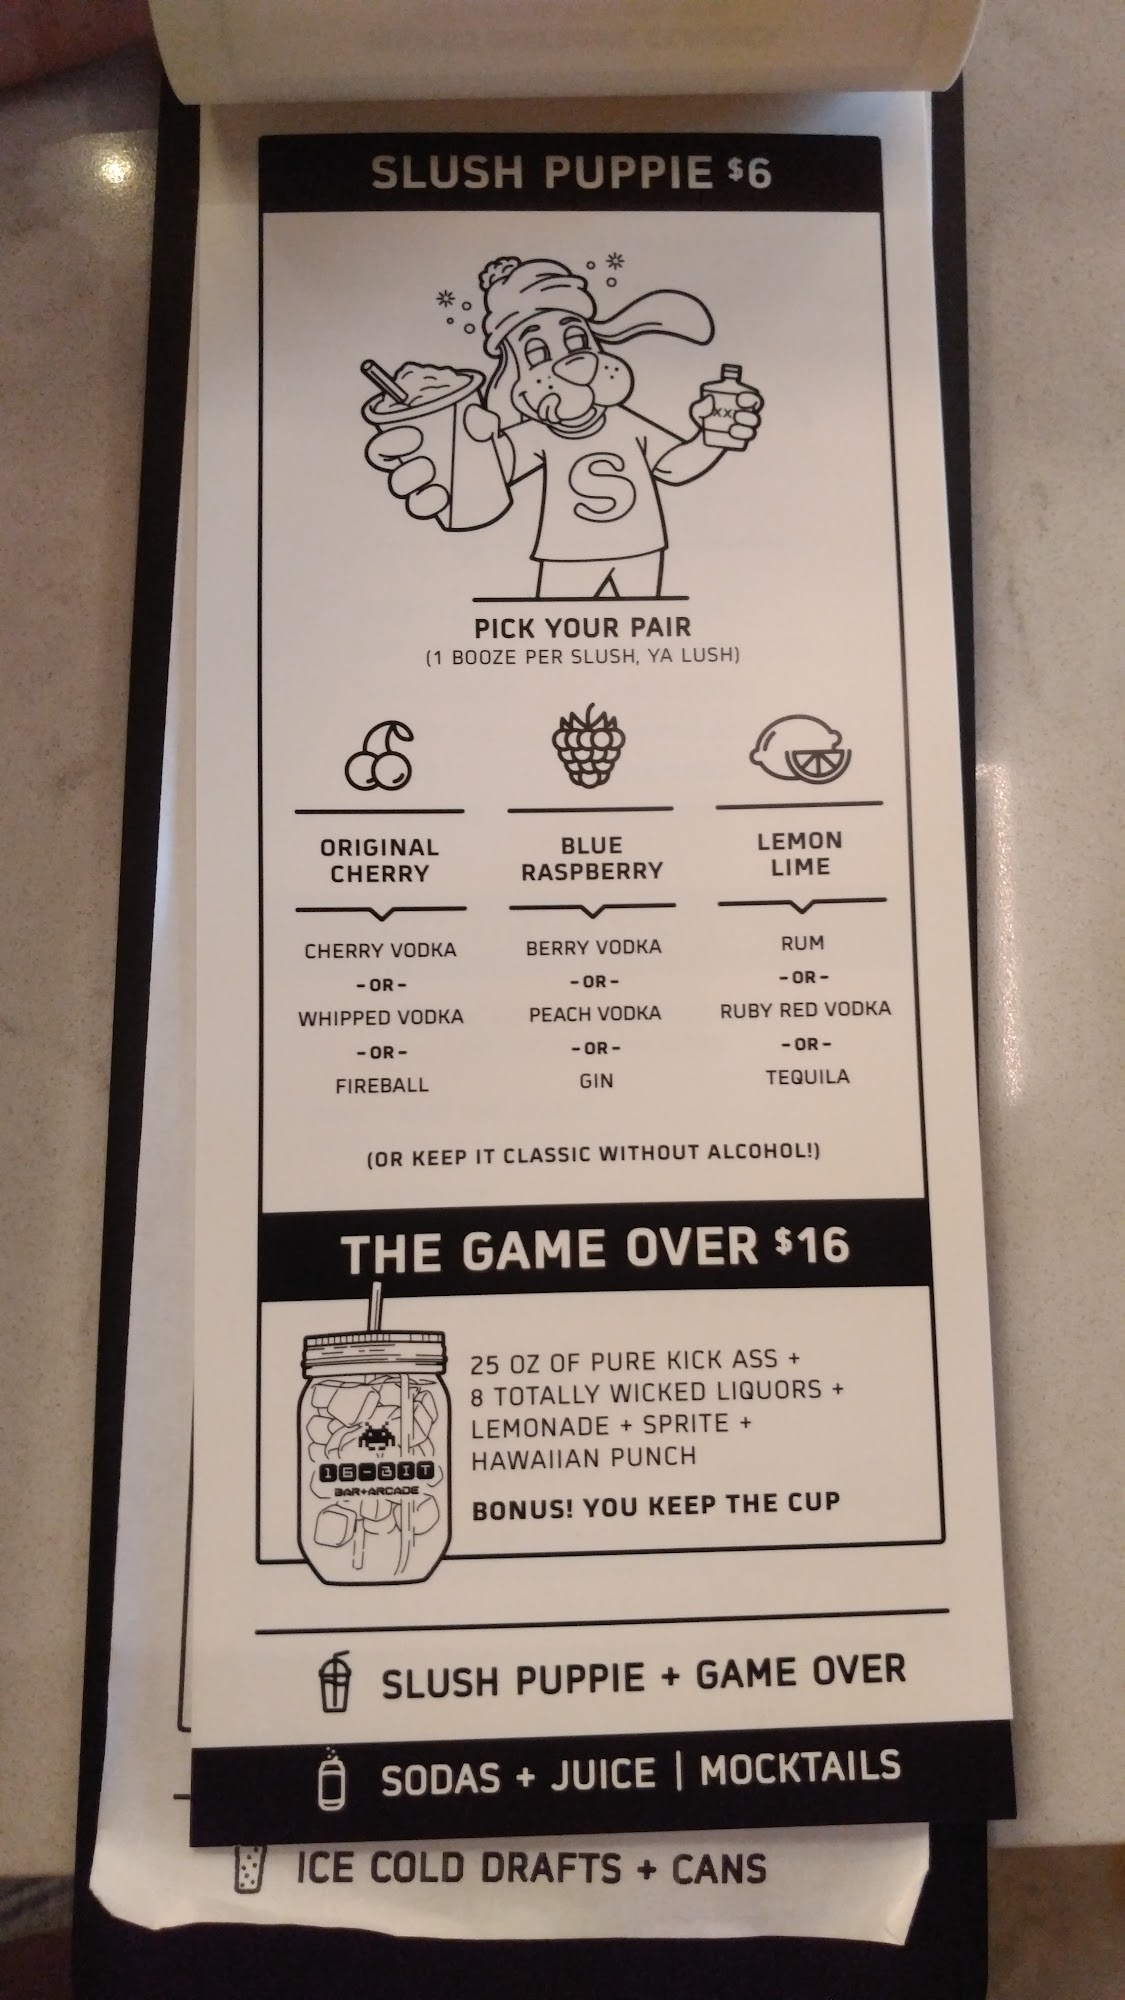 SLUSH PUPPIE $6
XX
S
PICK YOUR PAIR
(1 BOOZE PER SLUSH, YA LUSH)
ORIGINAL
CHERRY
CHERRY VODKA
-OR-
WHIPPED VODKA
-OR-
FIREBALL
BLUE
RASPBERRY
BERRY VODKA
-OR-
PEACH VODKA
-OR-
GIN
LEMON
LIME
RUM
-OR-
RUBY RED VODKA
-OR-
TEQUILA
(OR KEEP IT CLASSIC WITHOUT ALCOHOL!)
THE GAME OVER $16
16-BIT
BAR+ARCADE
25 OZ OF PURE KICK ASS +
8 TOTALLY WICKED LIQUORS +
LEMONADE + SPRITE +
HAWAIIAN PUNCH
BONUS! YOU KEEP THE CUP
SLUSH PUPPIE + GAME OVER
SODAS + JUICE | MOCKTAILS
ICE COLD DRAFTS + CANS